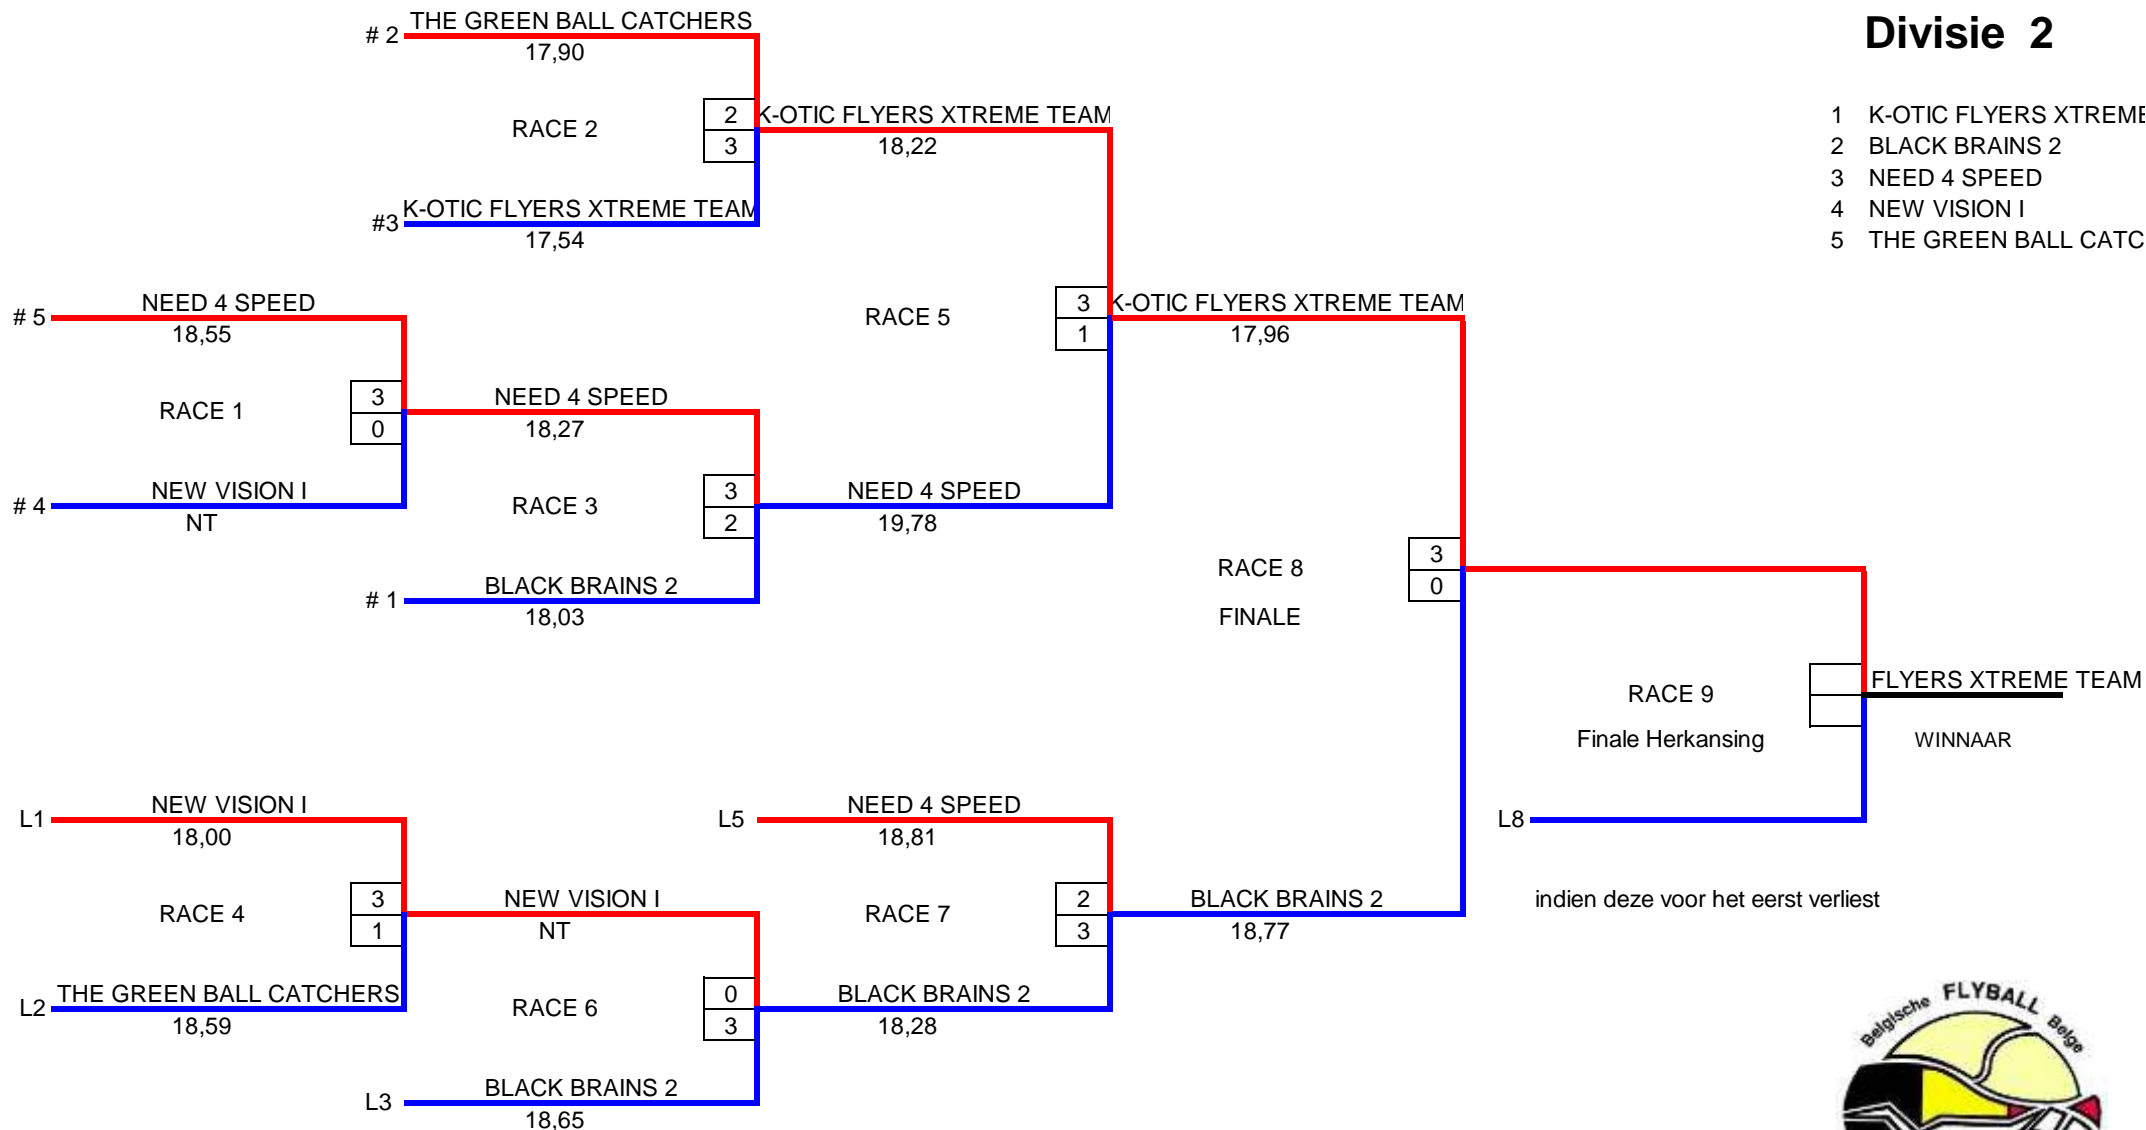 Divisie 2
1 K-OTIC FLYERS XTREME
2 BLACK BRAINS 2
3 NEED 4 SPEED
4 NEW VISION I
5 THE GREEN BALL CATC
# 2 THE GREEN BALL CATCHERS
17,90
RACE 2
2
3
#3 K-OTIC FLYERS XTREME TEAM
17,54
K-OTIC FLYERS XTREME TEAM
18,22
# 5 NEED 4 SPEED
18,55
RACE 1
3
0
# 4 NEW VISION I
NT
NEED 4 SPEED
18,27
RACE 3
3
2
# 1 BLACK BRAINS 2
18,03
NEED 4 SPEED
19,78
RACE 5
3
1
K-OTIC FLYERS XTREME TEAM
17,96
RACE 8
FINALE
3
0
L1 NEW VISION I
18,00
RACE 4
3
1
L2 THE GREEN BALL CATCHERS
18,59
NEW VISION I
NT
RACE 6
0
3
L3 BLACK BRAINS 2
18,65
L5 NEED 4 SPEED
18,81
RACE 7
2
3
BLACK BRAINS 2
18,28
BLACK BRAINS 2
18,77
RACE 9
Finale Herkansing
FLYERS XTREME TEAM
WINNAAR
L8
indien deze voor het eerst verliest
Belgische FLYBALL Belge